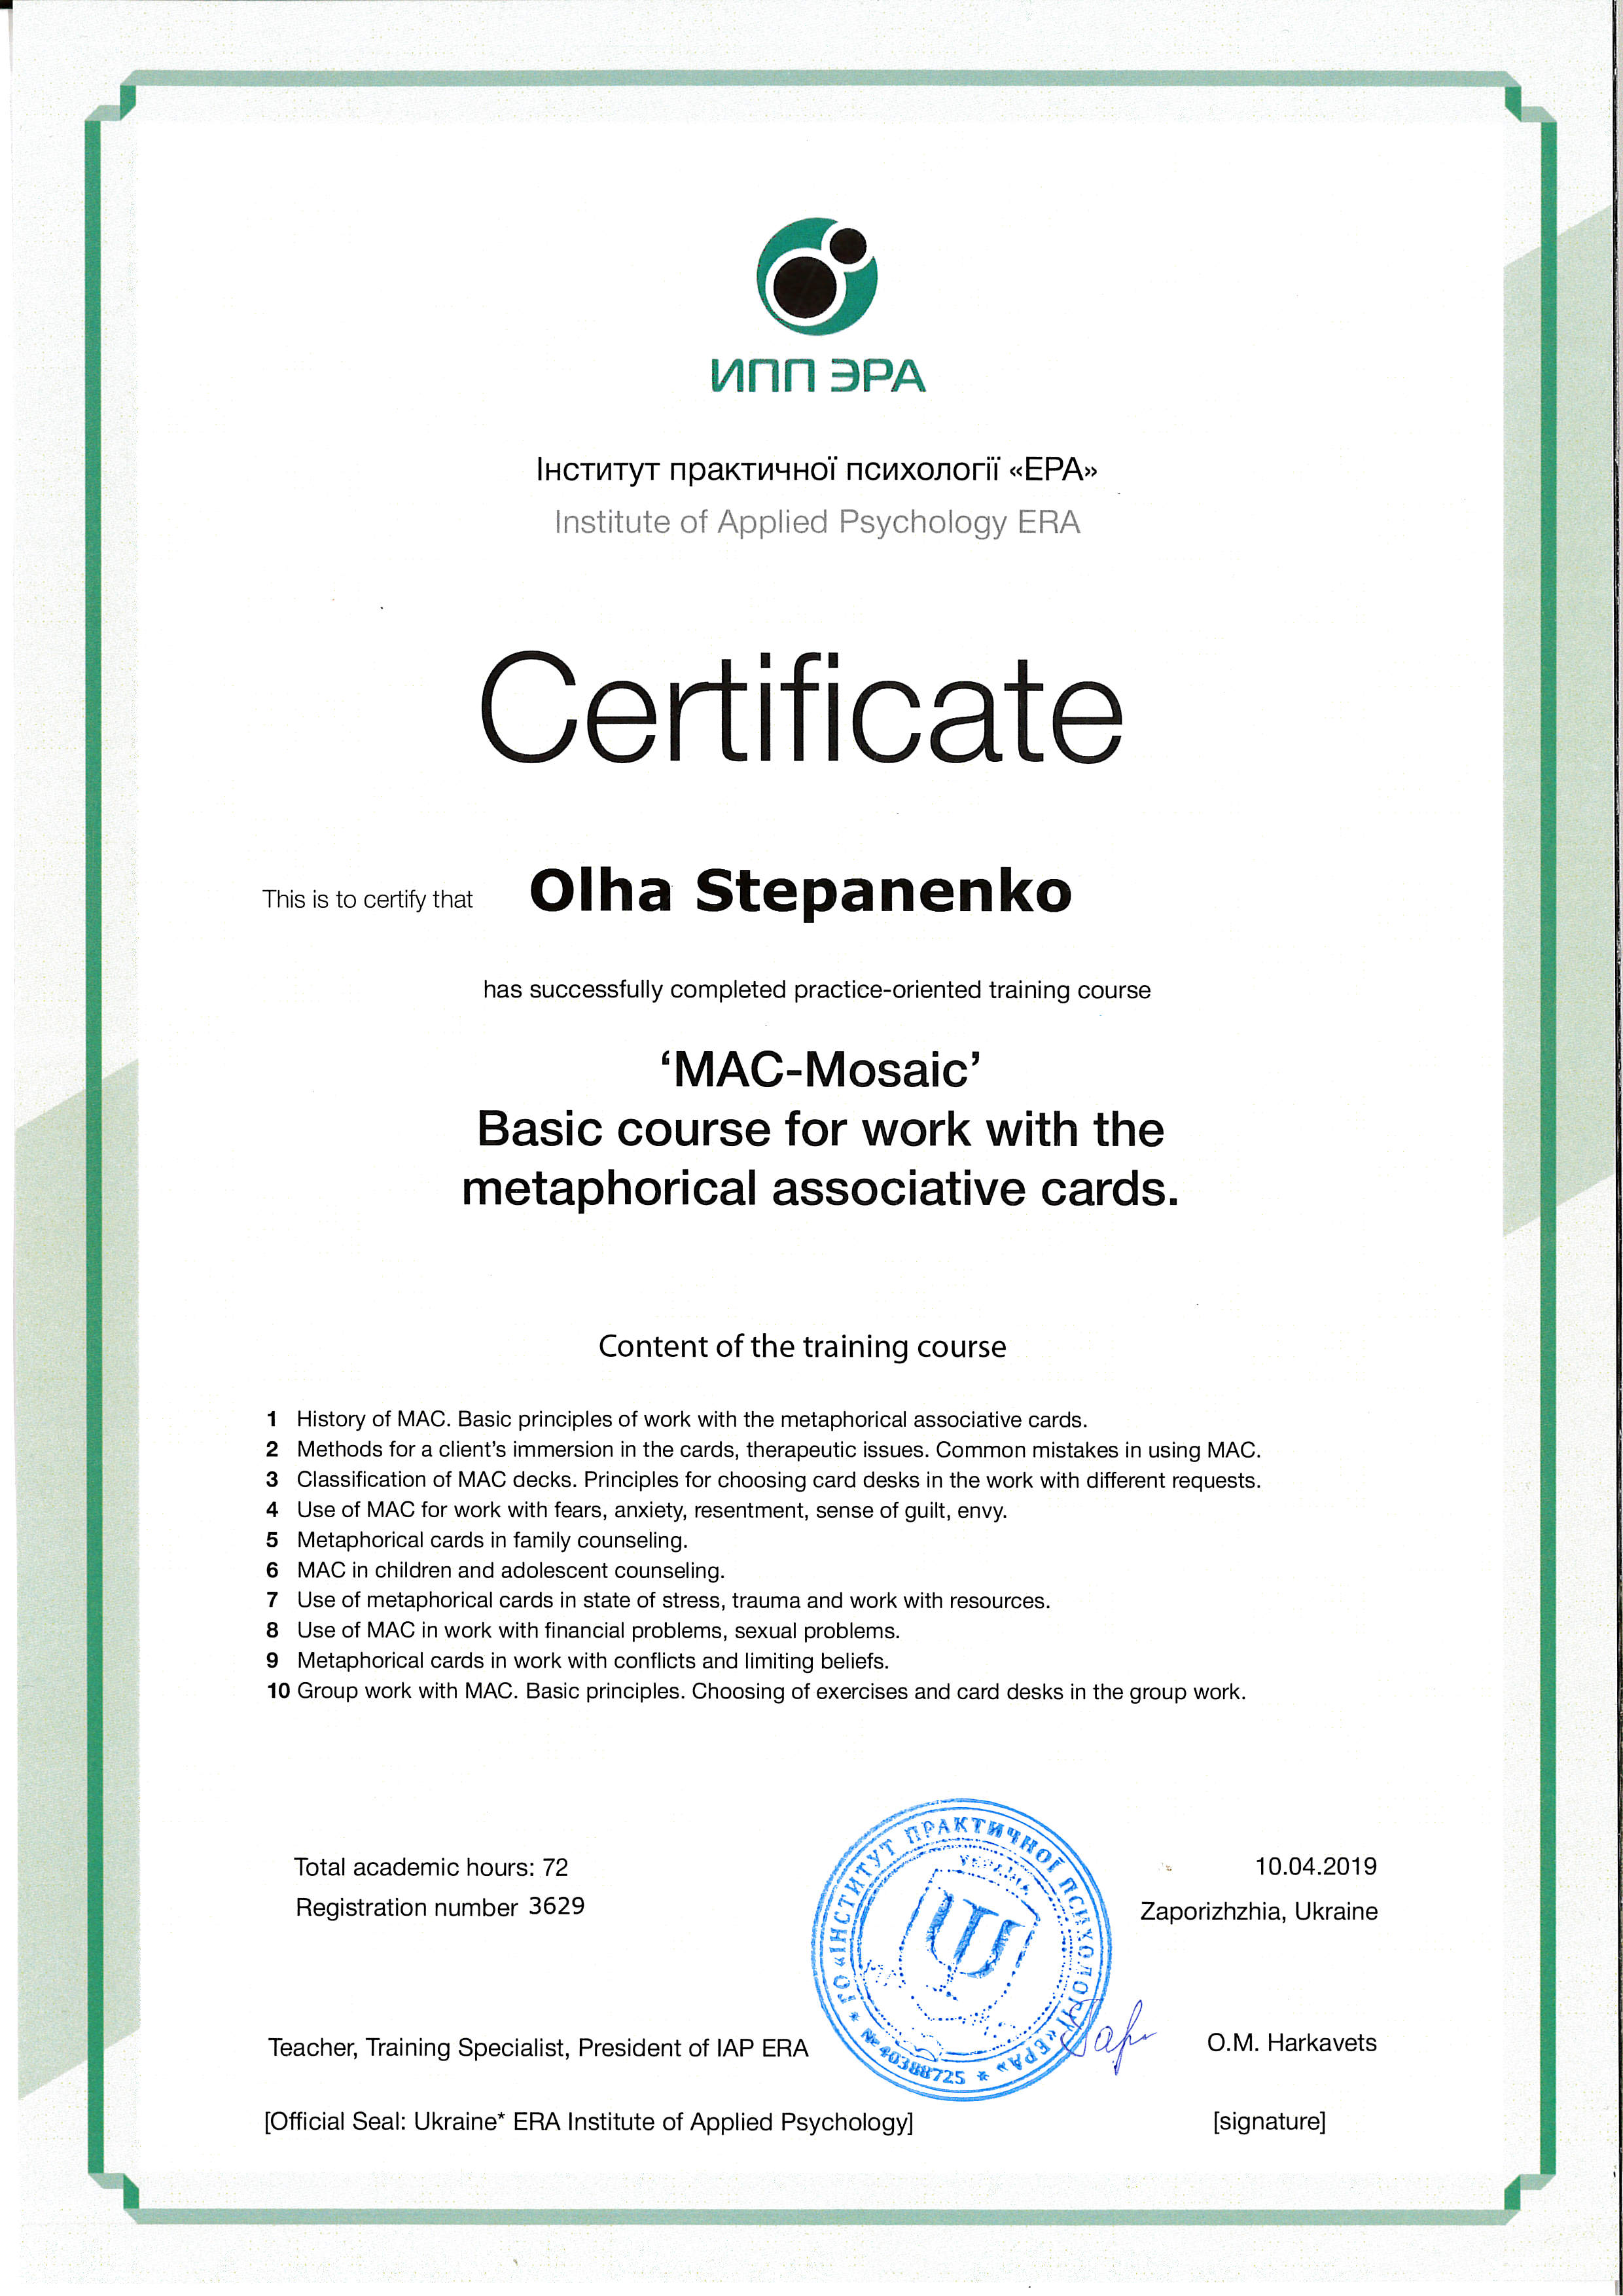 ИПП ЭРА
Інститут практичної психології «ЕРА»
Institute of Applied Psychology ERA
Certificate
This is to certify that Olha Stepanenko
has successfully completed practice-oriented training course
‘MAC-Mosaic’
Basic course for work with the
metaphorical associative cards.
Content of the training course
1 History of MAC. Basic principles of work with the metaphorical associative cards.
2 Methods for a client’s immersion in the cards, therapeutic issues. Common mistakes in using MAC.
3 Classification of MAC decks. Principles for choosing card desks in the work with different requests.
4 Use of MAC for work with fears, anxiety, resentment, sense of guilt, envy.
5 Metaphorical cards in family counseling.
6 MAC in children and adolescent counseling.
7 Use of metaphorical cards in state of stress, trauma and work with resources.
8 Use of MAC in work with financial problems, sexual problems.
9 Metaphorical cards in work with conflicts and limiting beliefs.
10 Group work with MAC. Basic principles. Choosing of exercises and card desks in the group work.
Total academic hours: 72
10.04.2019
Registration number 3629
Zaporizhzhia, Ukraine
ГО «ІНСТИТУТ ПРАКТИЧНОЇ ПСИХОЛОГІЇ «ЕРА» * № 40388725 *
Україна
Teacher, Training Specialist, President of IAP ERA
O.M. Harkavets
[Official Seal: Ukraine* ERA Institute of Applied Psychology]
[signature]